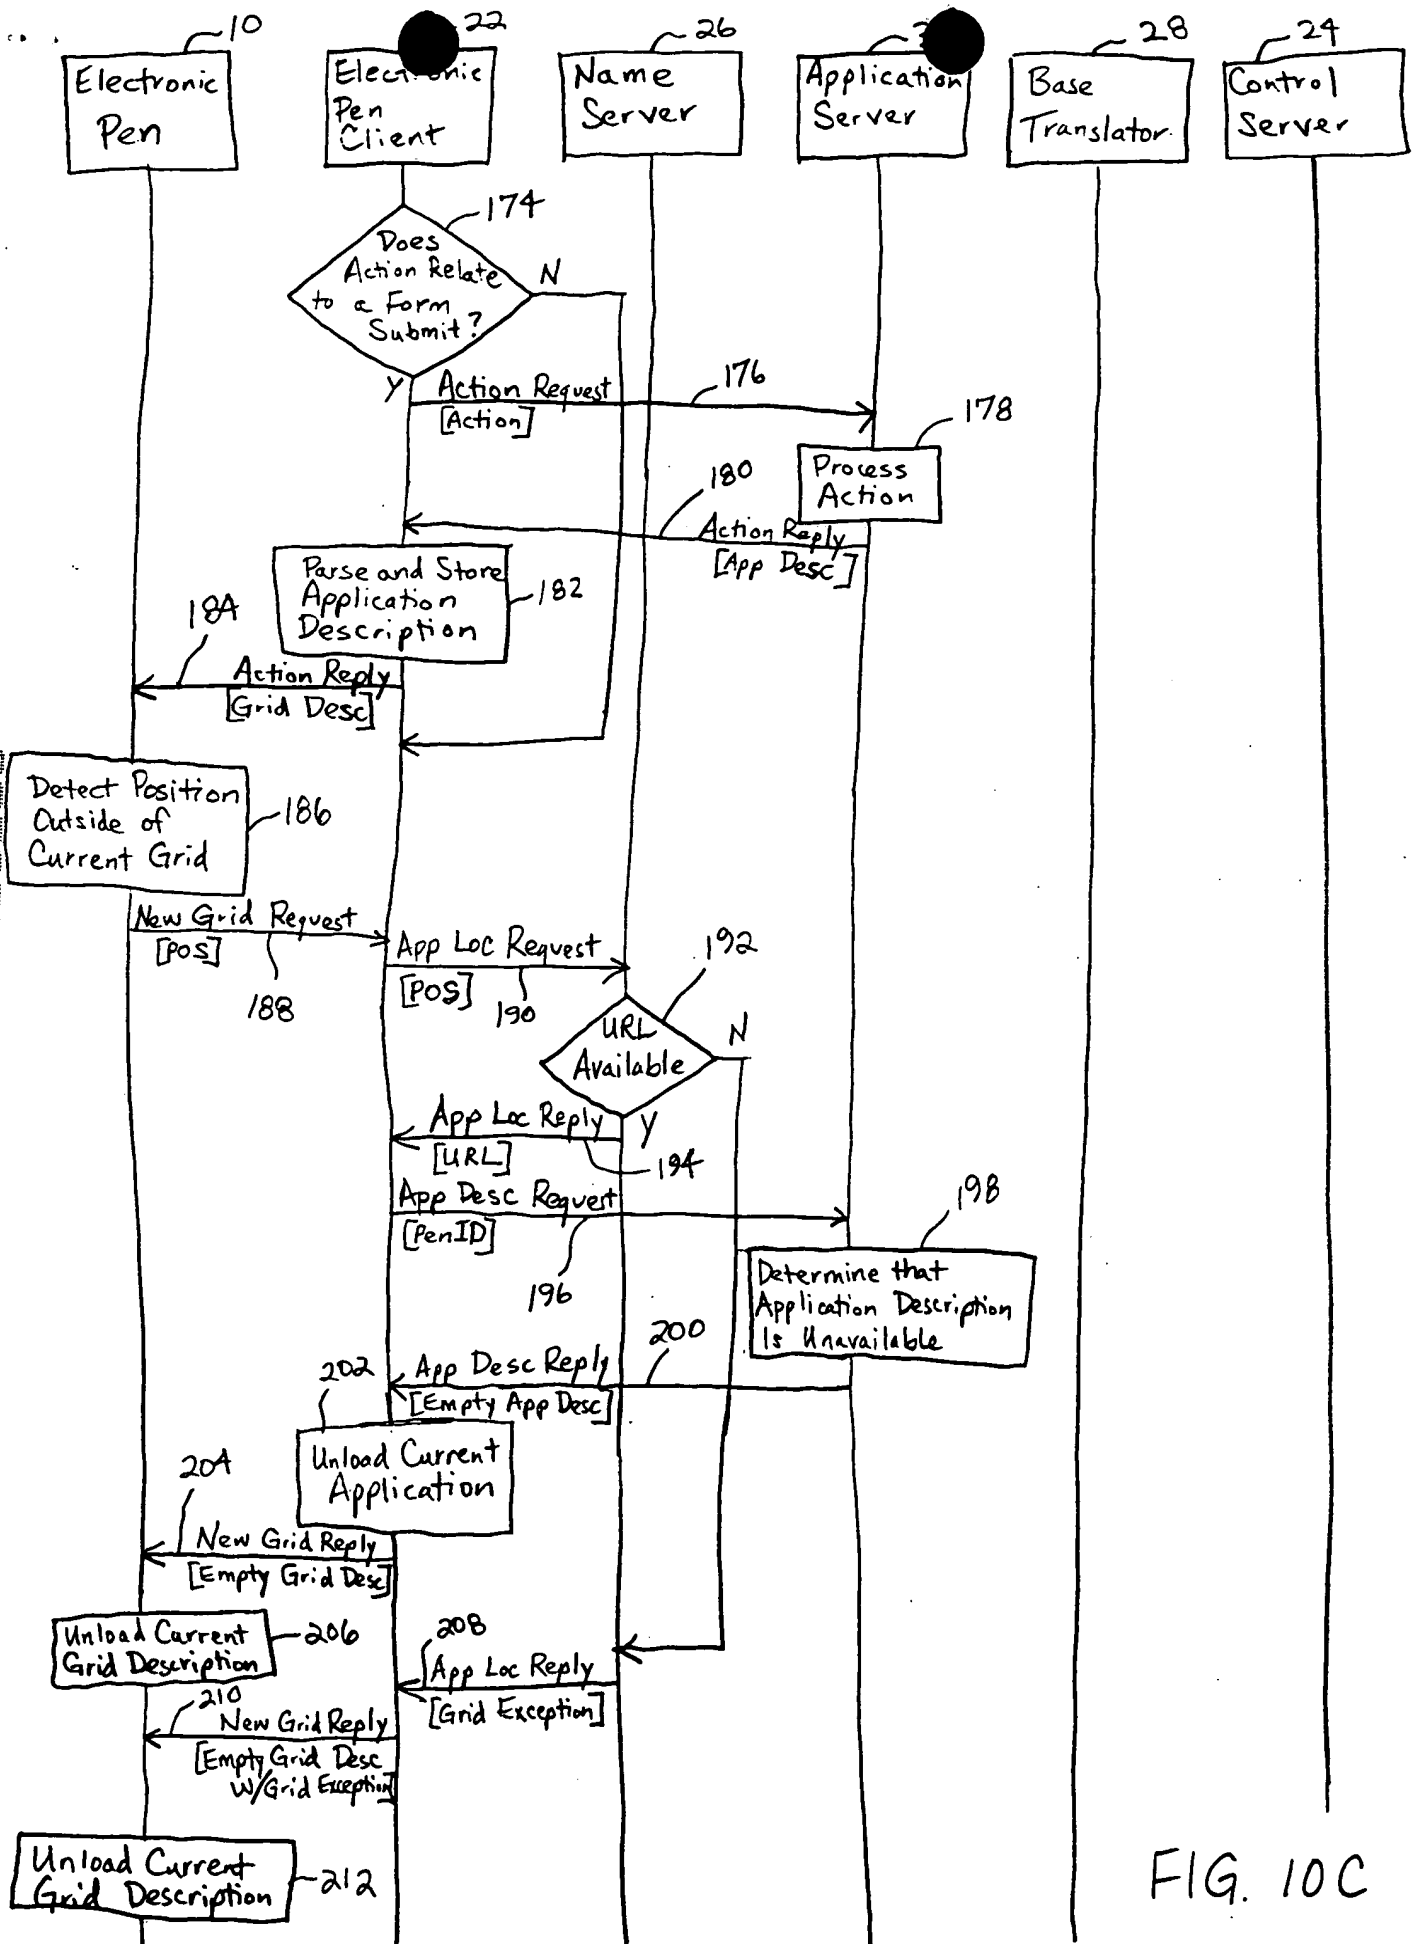 10
22
26
28
24
Electronic
Pen
Electronic
Pen
Client
Name
Server
Application
Server
Base
Translator
Control
Server
174
Does
Action Relate
to a Form
Submit?
N
Y
Action Request
[Action]
176
178
Process
Action
180
Action Reply
[App Desc]
Parse and Store
Application
Description
182
184
Action Reply
[Grid Desc]
Detect Position
Outside of
Current Grid
186
New Grid Request
[POS]
188
App Loc Request
[POS]
190
192
URL
Available
N
Y
App Loc Reply
[URL]
194
App Desc Request
[PenID]
196
198
Determine that
Application Description
Is Unavailable
200
App Desc Reply
[Empty App Desc]
202
Unload Current
Application
204
New Grid Reply
[Empty Grid Desc]
Unload Current
Grid Description
206
208
App Loc Reply
[Grid Exception]
210
New Grid Reply
[Empty Grid Desc
W/Grid Exception]
Unload Current
Grid Description
212
FIG. 10C